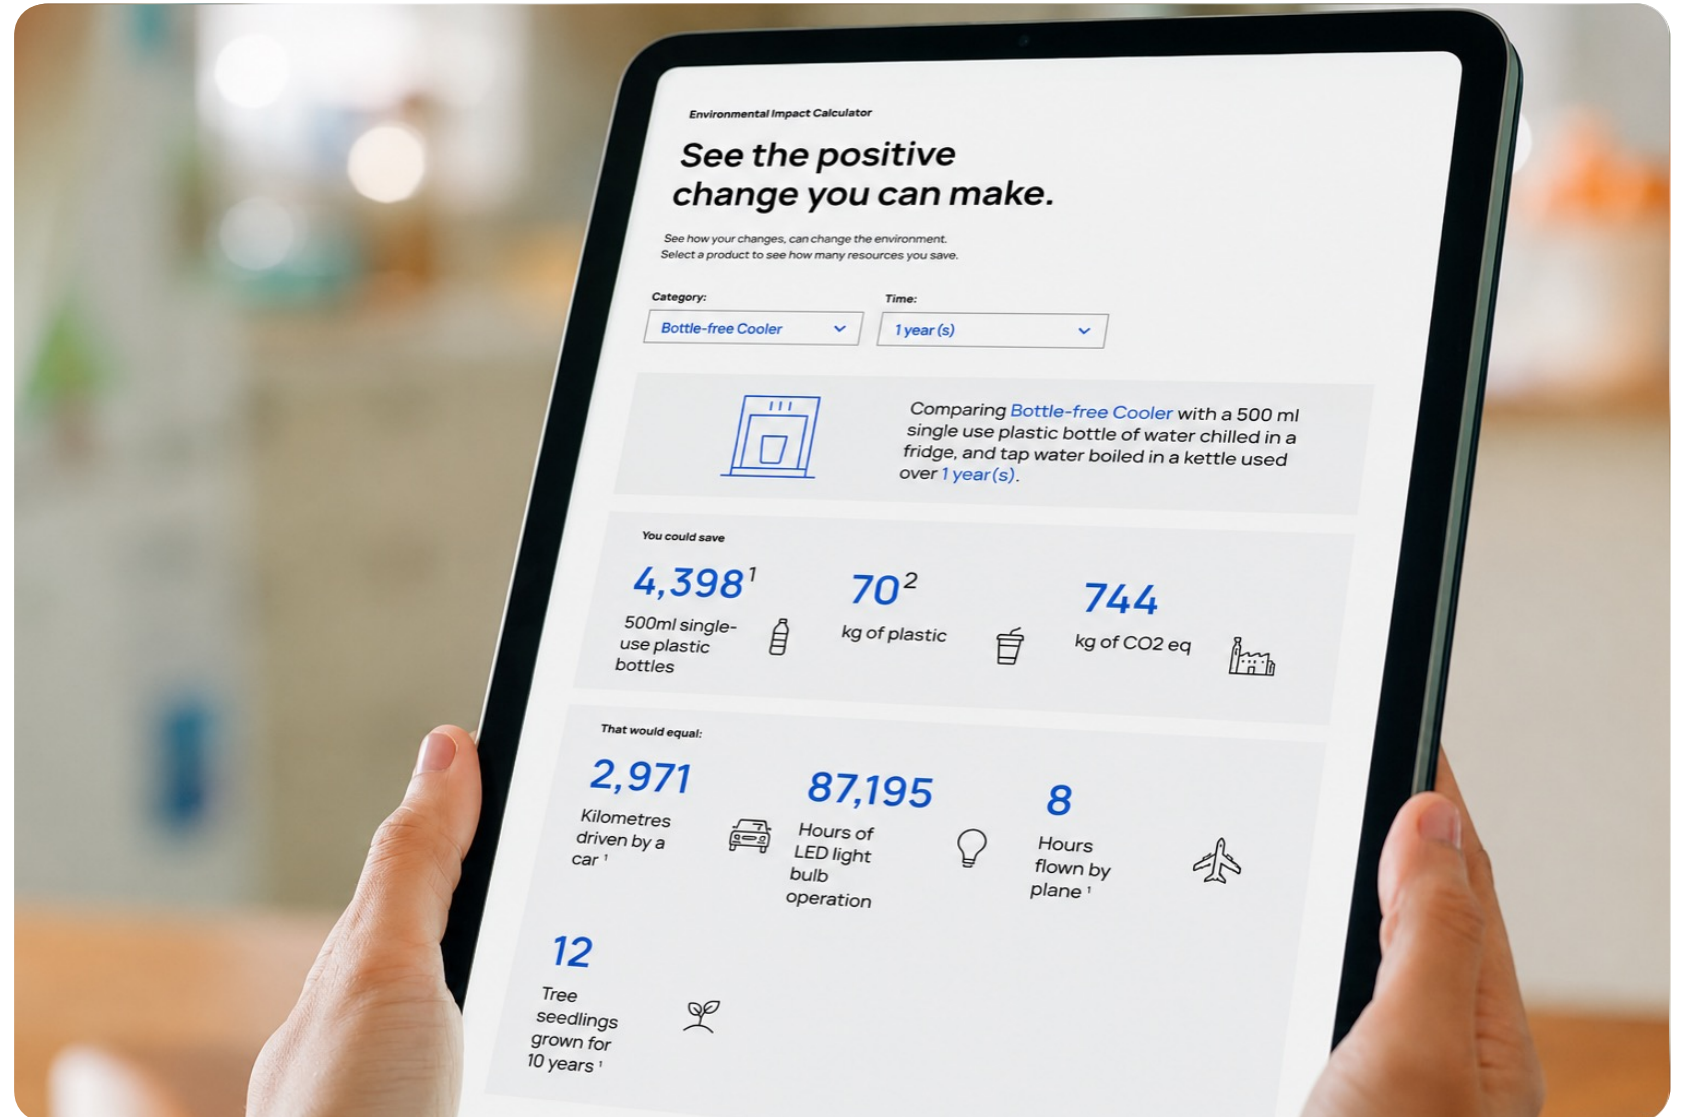 Environmental Impact Calculator
See the positive
change you can make.
See how your changes, can change the environment.
Select a product to see how many resources you save.
Category:
Bottle-free Cooler
Time:
1 year (s)
Comparing Bottle-free Cooler with a 500 ml
single use plastic bottle of water chilled in a
fridge, and tap water boiled in a kettle used
over 1 year(s).
You could save
4,398¹
500ml single-
use plastic
bottles
70²
kg of plastic
744
kg of CO2 eq
That would equal:
2,971
Kilometres
driven by a
car ¹
87,195
Hours of
LED light
bulb
operation
8
Hours
flown by
plane ¹
12
Tree
seedlings
grown for
10 years ¹